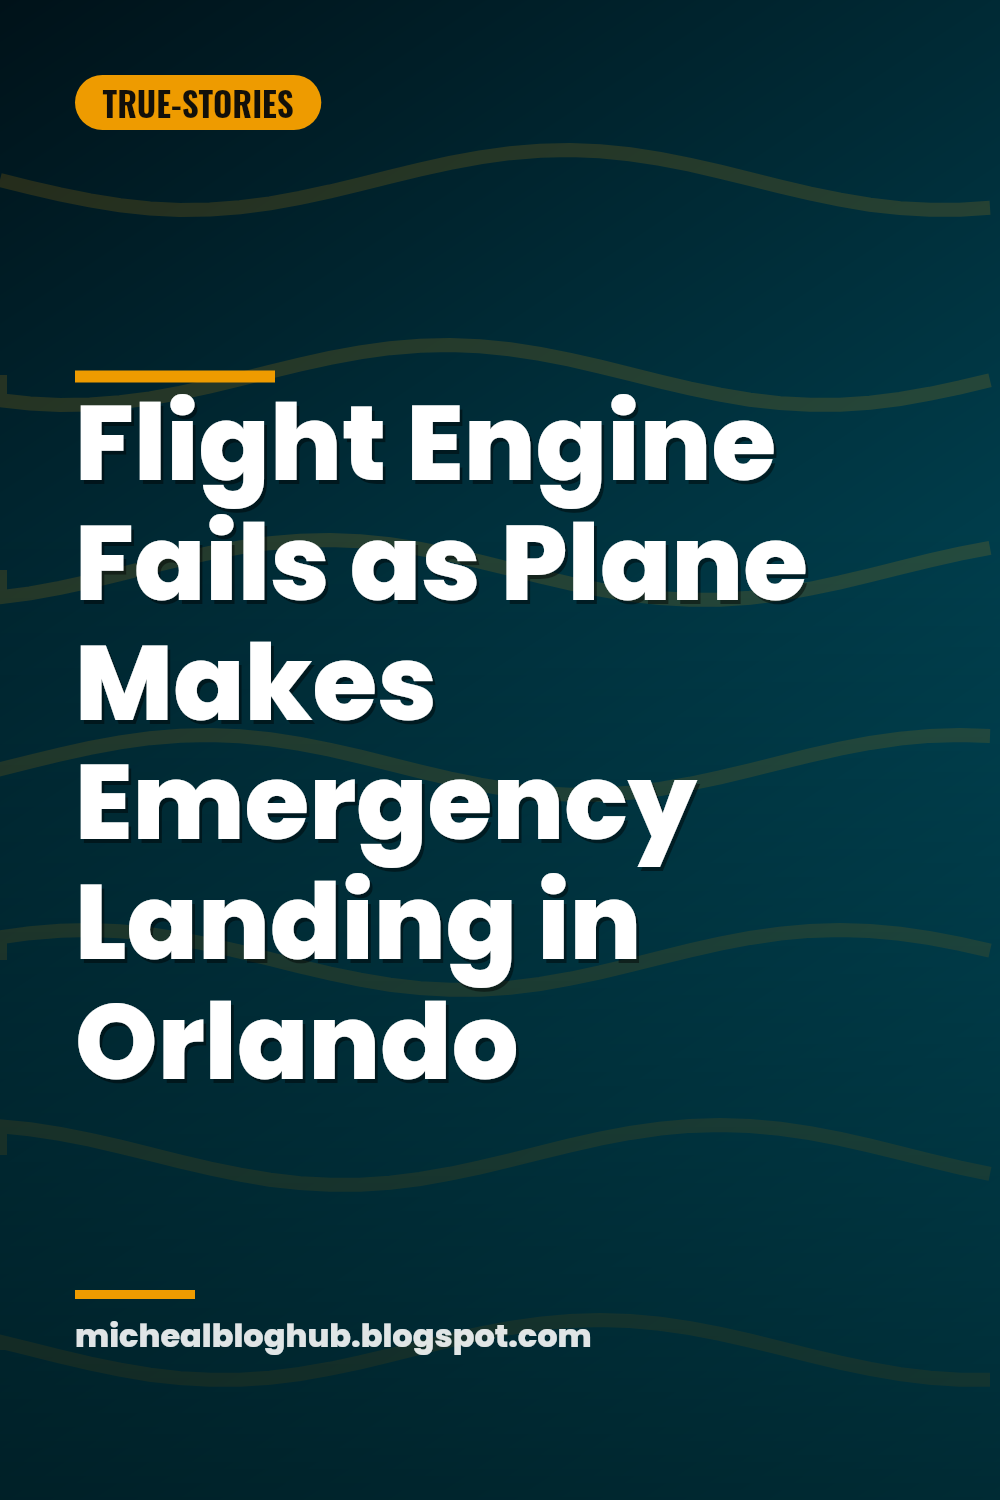 TRUE-STORIES
Flight Engine
Fails as Plane
Makes
Emergency
Landing in
Orlando
michealbloghub.blogspot.com